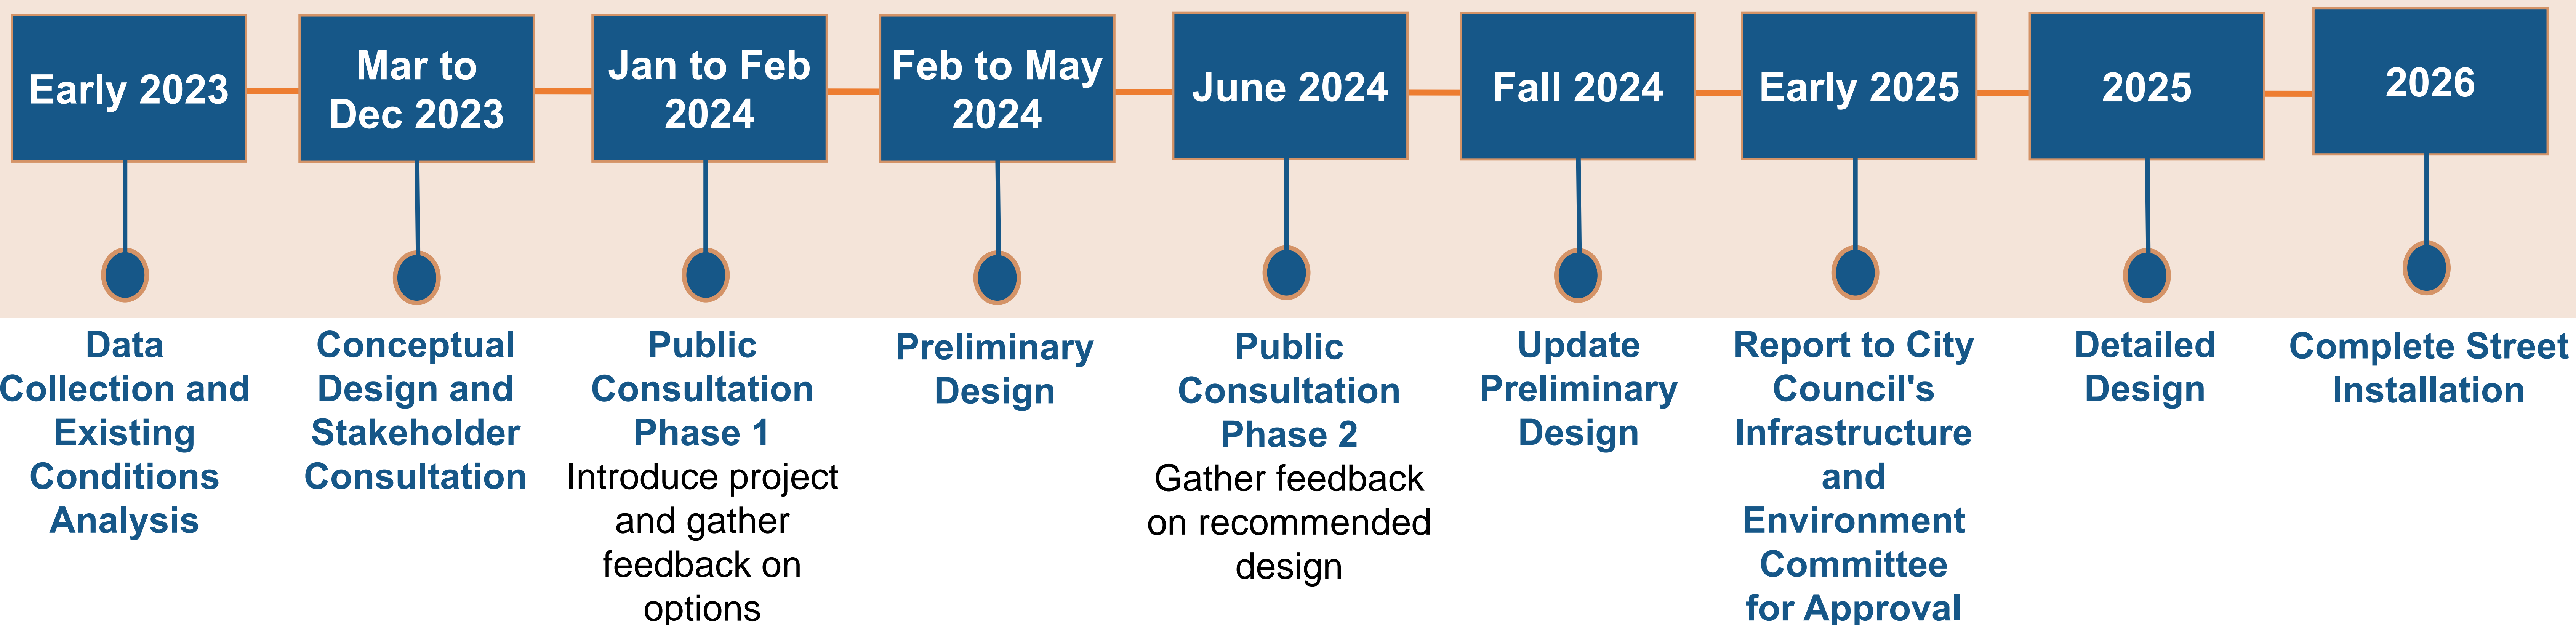 Early 2023
Mar to
Dec 2023
Jan to Feb
2024
Feb to May
2024
June 2024
Fall 2024
Early 2025
2025
2026
Data
Collection and
Existing
Conditions
Analysis
Conceptual
Design and
Stakeholder
Consultation
Public
Consultation
Phase 1
Introduce project
and gather
feedback on
options
Preliminary
Design
Public
Consultation
Phase 2
Gather feedback
on recommended
design
Update
Preliminary
Design
Report to City
Council's
Infrastructure
and
Environment
Committee
for Approval
Detailed
Design
Complete Street
Installation